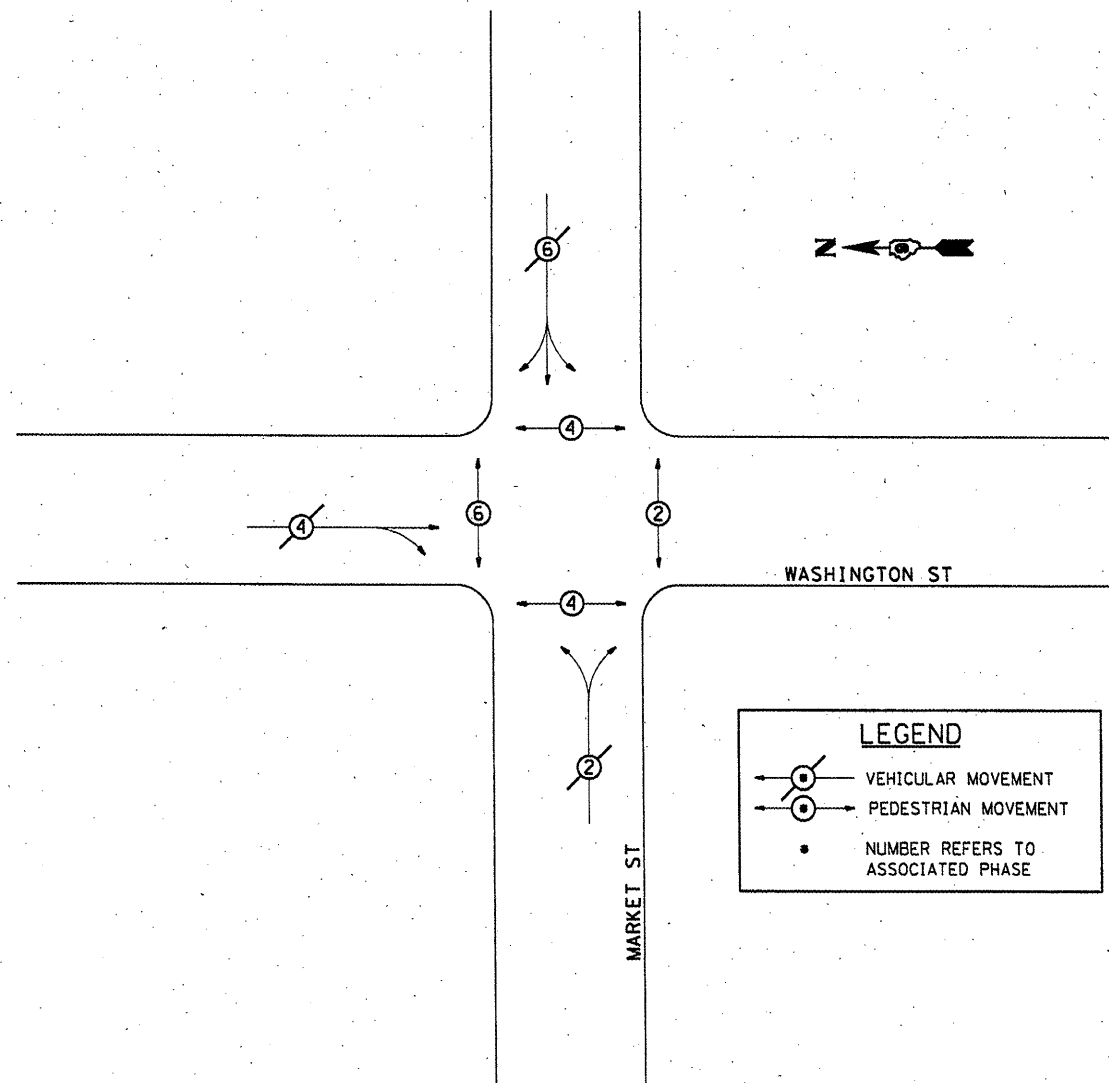 6
N
4
4
6
2
WASHINGTON ST
4
2
MARKET ST
LEGEND
VEHICULAR MOVEMENT
PEDESTRIAN MOVEMENT
NUMBER REFERS TO
ASSOCIATED PHASE